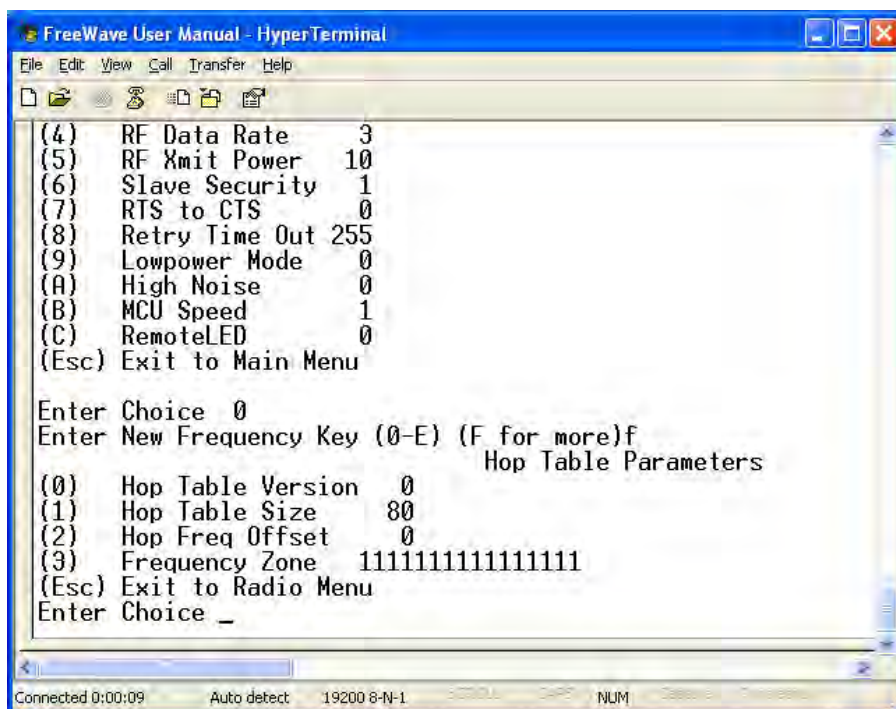 FreeWave User Manual - HyperTerminal
File Edit View Call Transfer Help
(4) RF Data Rate 3
(5) RF Xmit Power 10
(6) Slave Security 1
(7) RTS to CTS 0
(8) Retry Time Out 255
(9) Lowpower Mode 0
(A) High Noise 0
(B) MCU Speed 1
(C) RemoteLED 0
(Esc) Exit to Main Menu
Enter Choice 0
Enter New Frequency Key (0-E) (F for more)f
Hop Table Parameters
(0) Hop Table Version 0
(1) Hop Table Size 80
(2) Hop Freq Offset 0
(3) Frequency Zone 1111111111111111
(Esc) Exit to Radio Menu
Enter Choice _
Connected 0:00:09 Auto detect 19200 8-N-1 NUM